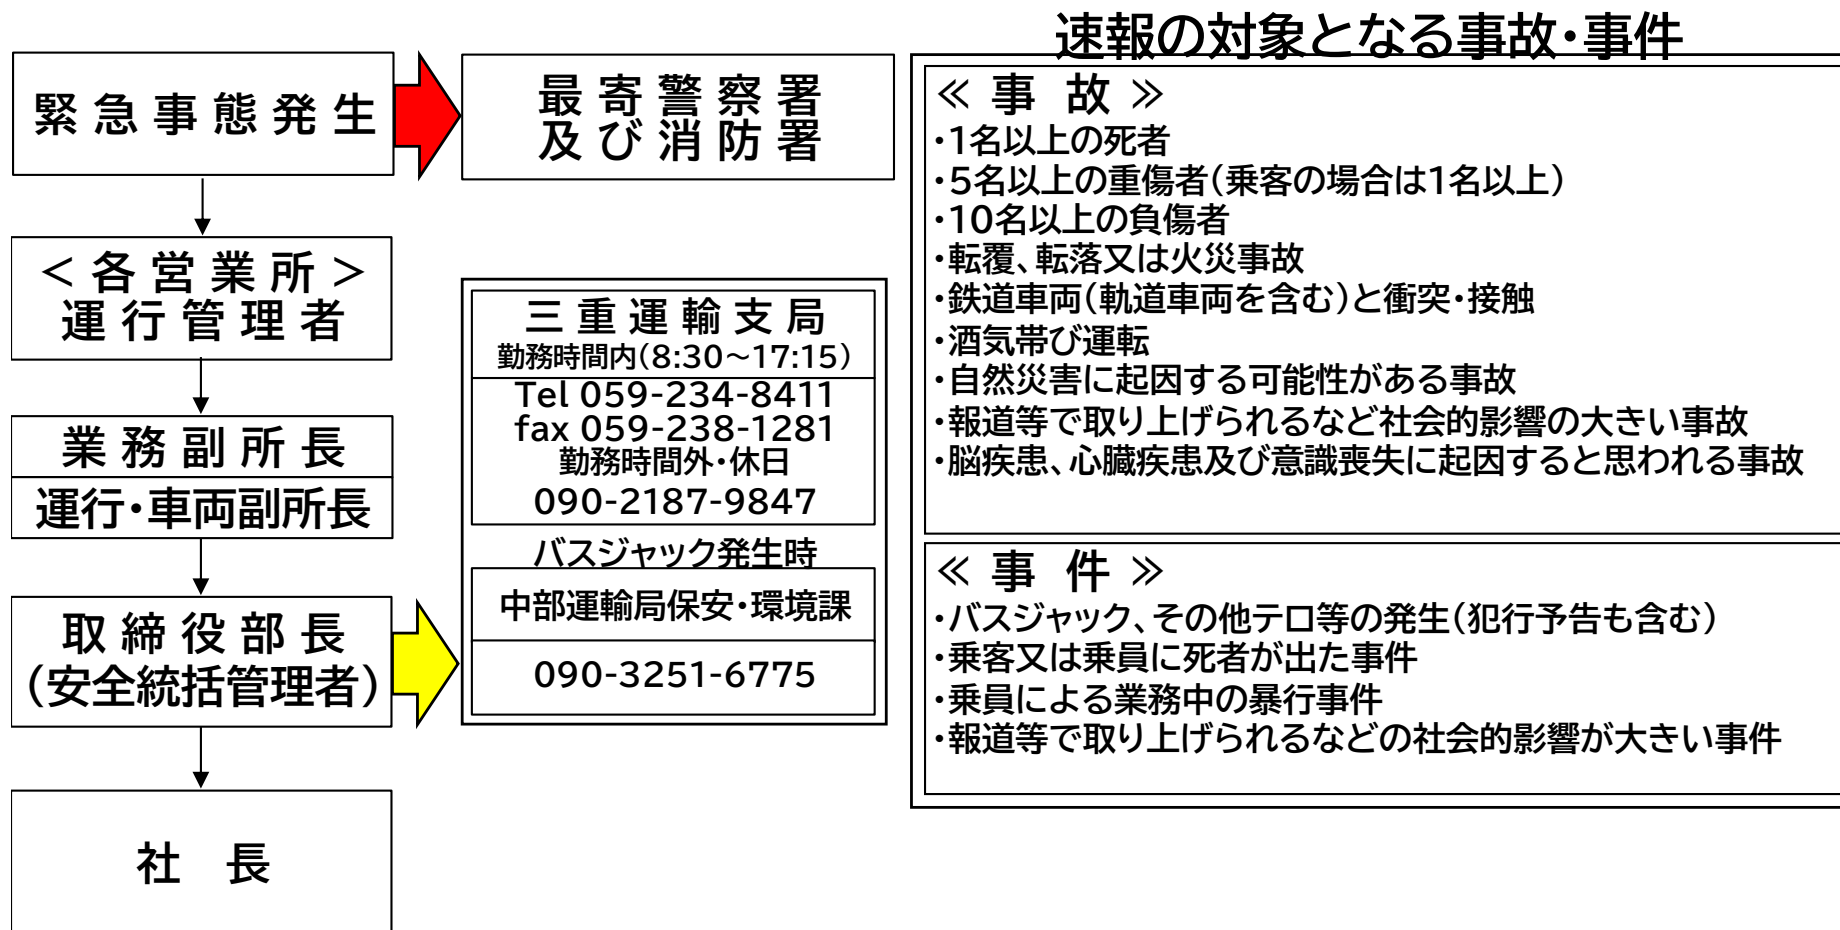 速報の対象となる事故・事件
緊急事態発生
最寄警察署
及び消防署
＜各営業所＞
運行管理者
業務副所長
運行・車両副所長
取締役部長
(安全統括管理者)
社 長
三重運輸支局
勤務時間内(8:30～17:15)
Tel 059-234-8411
fax 059-238-1281
勤務時間外・休日
090-2187-9847
バスジャック発生時
中部運輸局保安・環境課
090-3251-6775
≪ 事 故 ≫
・1名以上の死者
・5名以上の重傷者(乗客の場合は1名以上)
・10名以上の負傷者
・転覆、転落又は火災事故
・鉄道車両(軌道車両を含む)と衝突・接触
・酒気帯び運転
・自然災害に起因する可能性がある事故
・報道等で取り上げられるなど社会的影響の大きい事故
・脳疾患、心臓疾患及び意識喪失に起因すると思われる事故
≪ 事 件 ≫
・バスジャック、その他テロ等の発生(犯行予告も含む)
・乗客又は乗員に死者が出た事件
・乗員による業務中の暴行事件
・報道等で取り上げられるなどの社会的影響が大きい事件